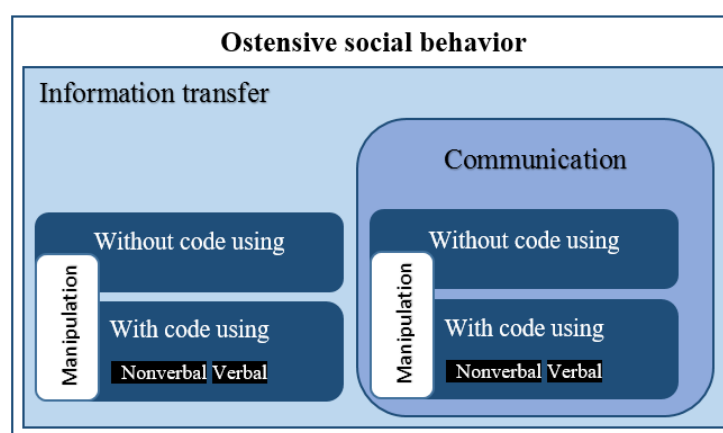 Ostensive social behavior
Information transfer
Communication
Without code using
Manipulation
With code using
Nonverbal Verbal
Without code using
Manipulation
With code using
Nonverbal Verbal